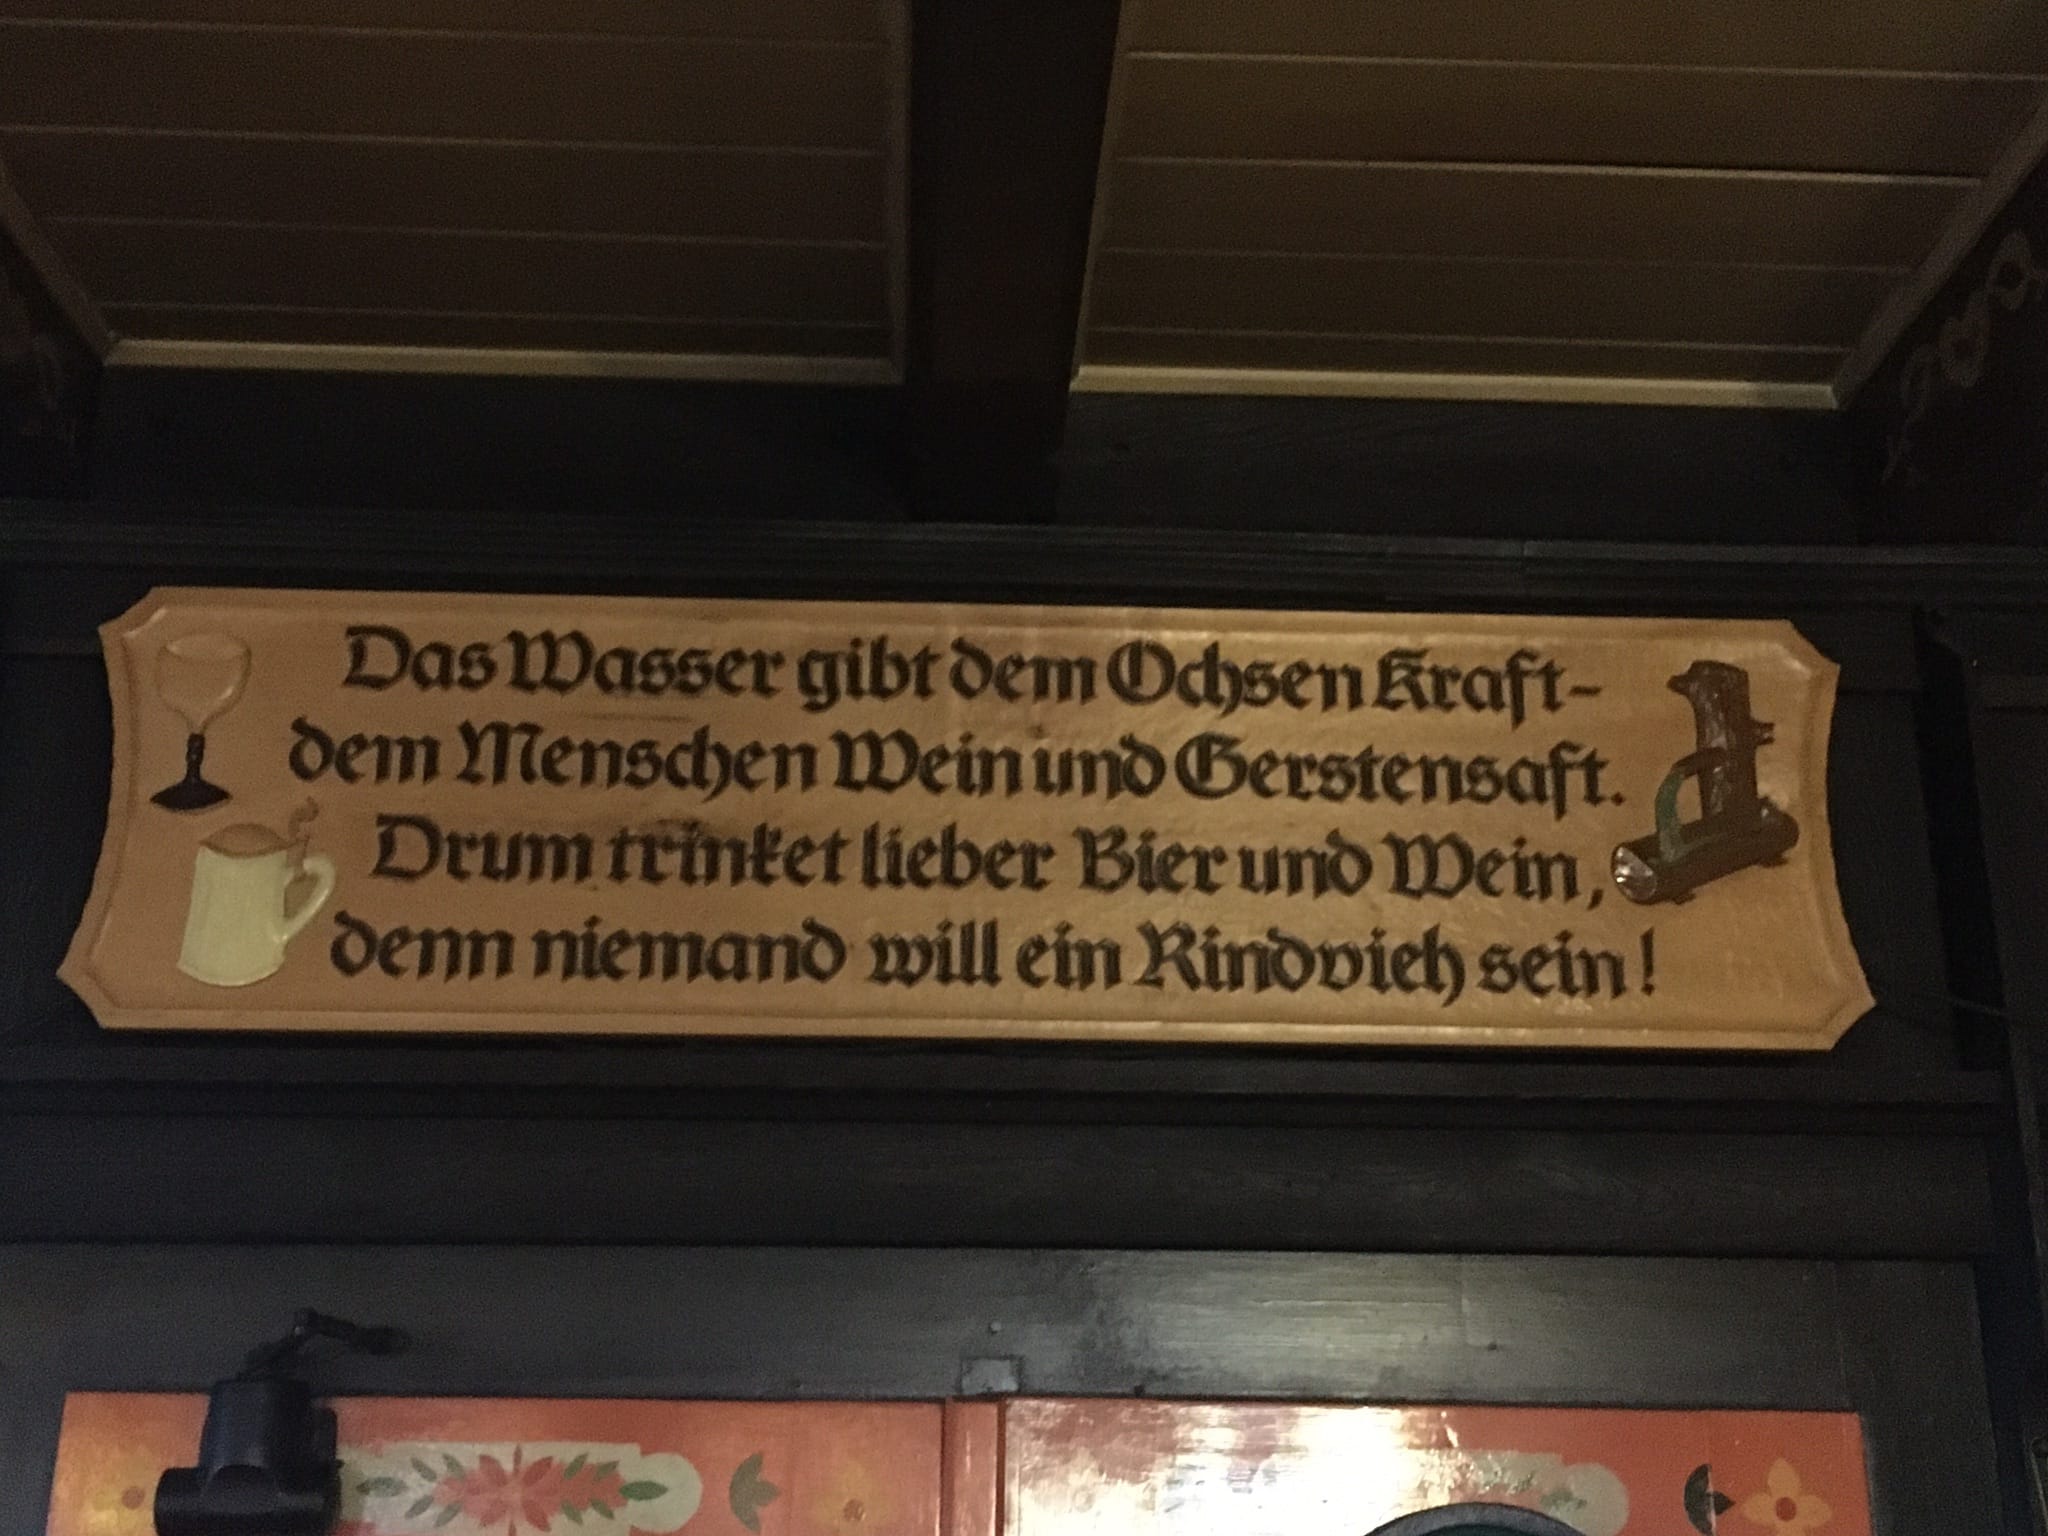 Das Wasser gibt dem Ochsen Kraft-
dem Menschen Wein und Gerstensaft.
Drum trinket lieber Bier und Wein,
denn niemand will ein Rindvieh sein!